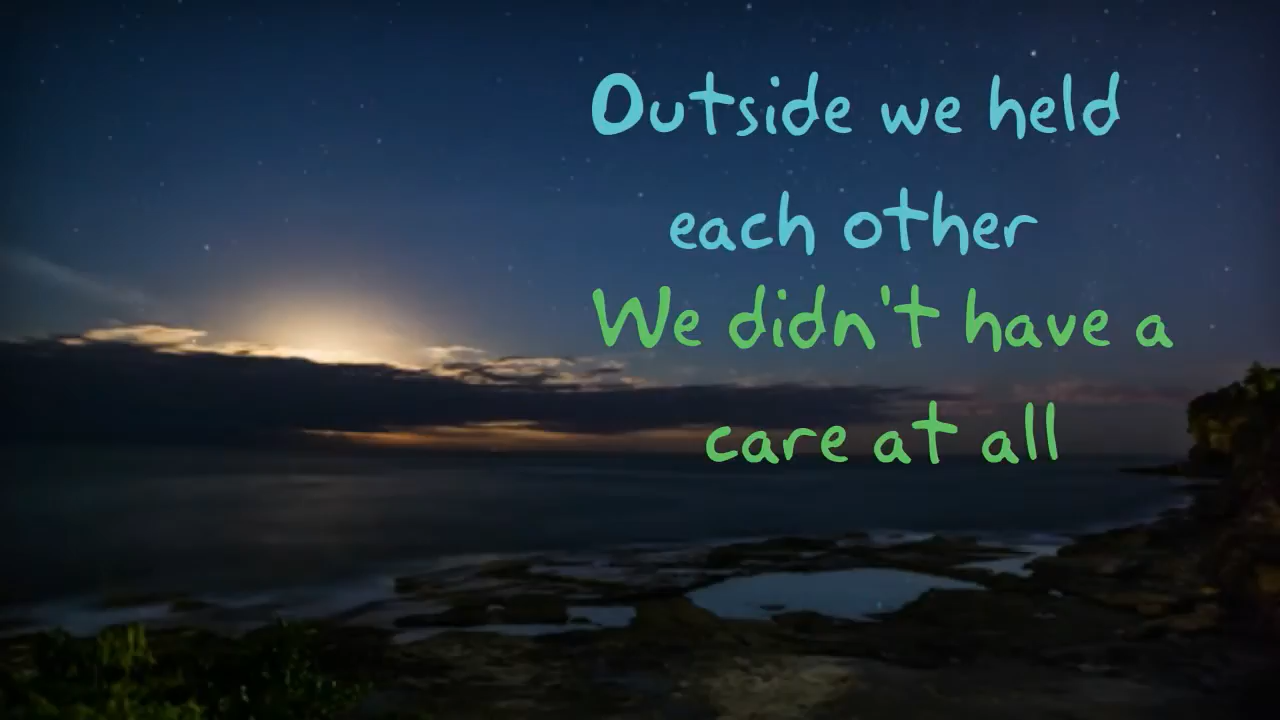 Outside we held
each other
We didn't have a
care at all